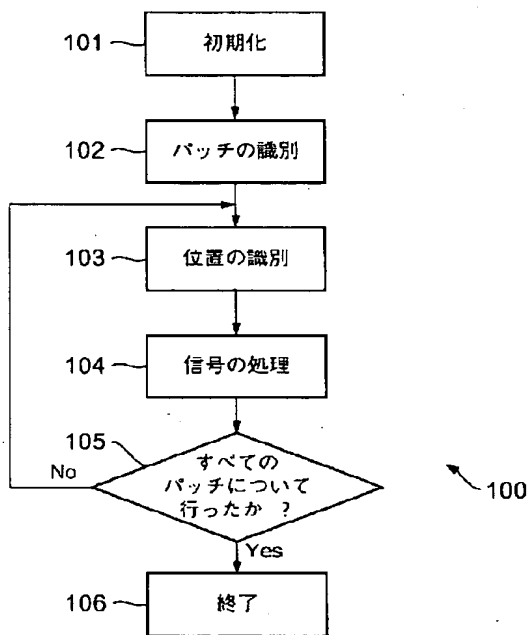 101
初期化
102
パッチの識別
103
位置の識別
104
信号の処理
105
すべての
パッチについて
行ったか ?
No
Yes
100
106
終了